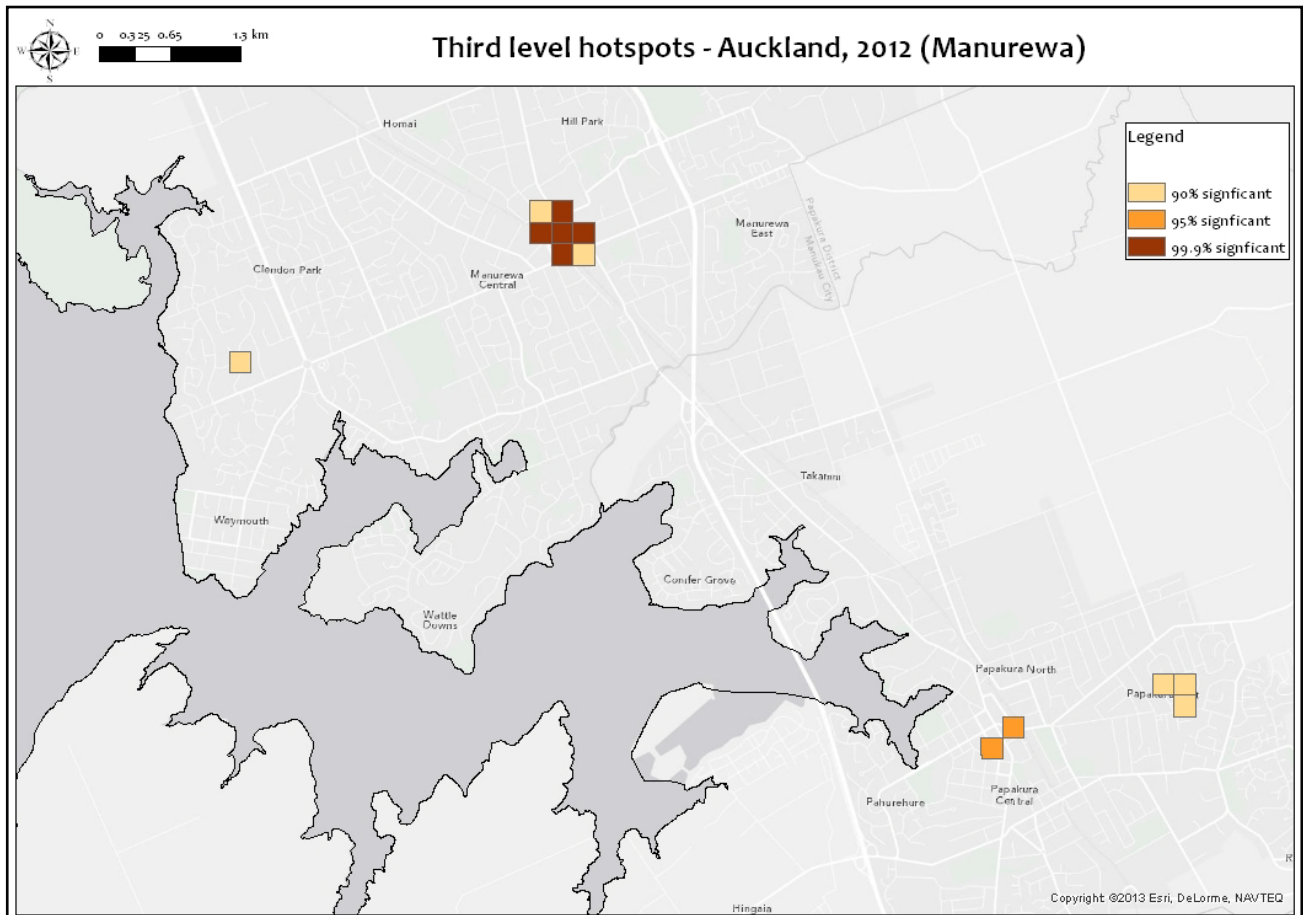 N
W E
S
0 0.325 0.65 1.3 km
Third level hotspots - Auckland, 2012 (Manurewa)
Homai
Hill Park
Legend
90% signficant
95% signficant
99.9% signficant
Manurewa
East
Papakura District
Manukau City
Clendon Park
Manurewa
Central
Takanini
Weymouth
Conifer Grove
Wattle
Downs
Papakura North
Papakura
Central
Pahurehure
Hingaia
Copyright ©2013 Esri, DeLorme, NAVTEQ